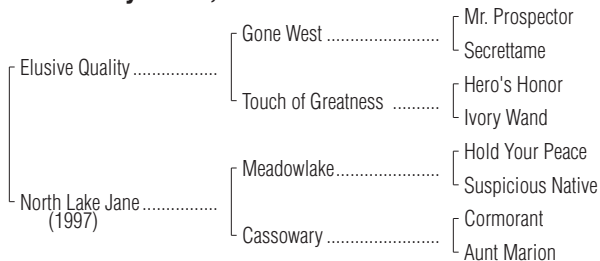 Mr. Prospector
Gone West ......................
Secrettame
Elusive Quality .................
Hero's Honor
Touch of Greatness .........
Ivory Wand
Hold Your Peace
Meadowlake....................
Suspicious Native
North Lake Jane ...............
(1997)
Cormorant
Cassowary ......................
Aunt Marion